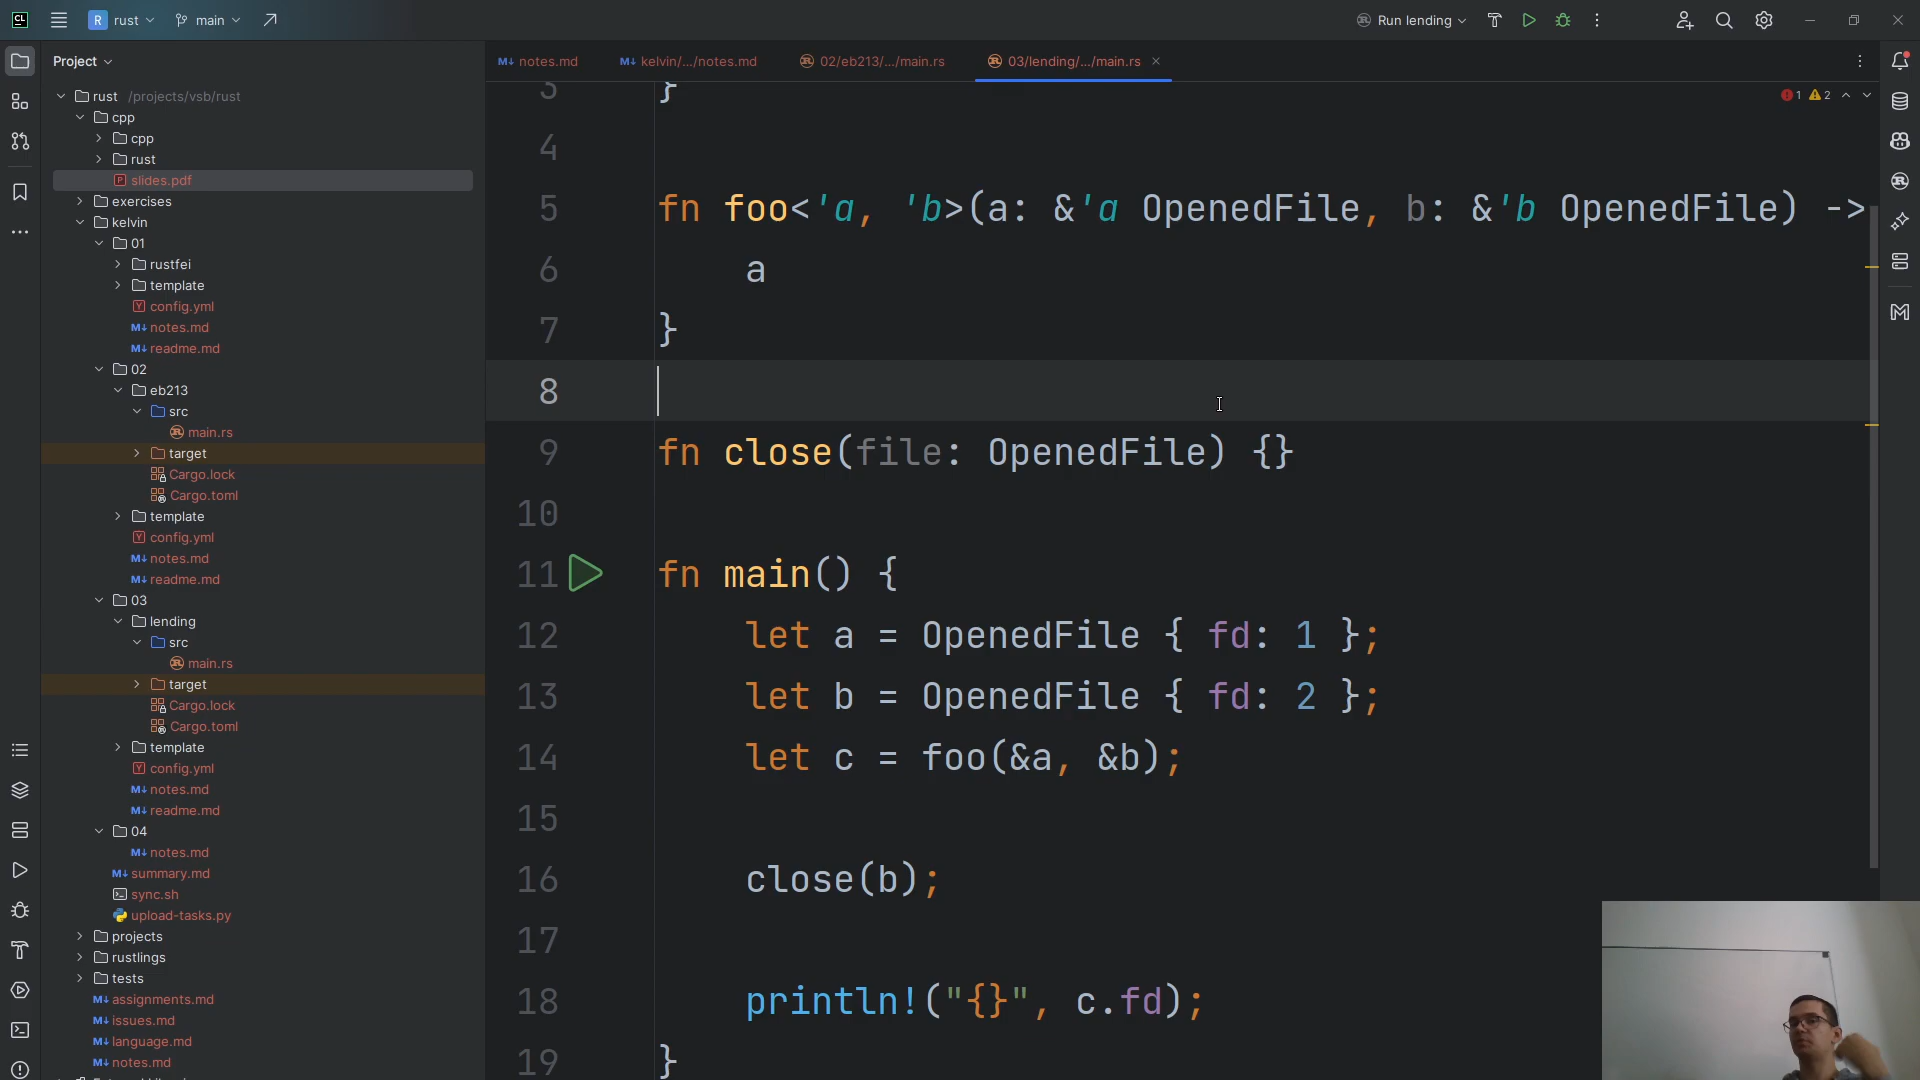 CL
R rust
main
Run lending
Project
notes.md
kelvin/.../notes.md
02/eb213/.../main.rs
03/lending/.../main.rs
1 2
rust /projects/vsb/rust
cpp
cpp
rust
slides.pdf
exercises
kelvin
01
rustfei
template
config.yml
notes.md
readme.md
02
eb213
src
main.rs
target
Cargo.lock
Cargo.toml
template
config.yml
notes.md
readme.md
03
lending
src
main.rs
target
Cargo.lock
Cargo.toml
template
config.yml
notes.md
readme.md
04
notes.md
summary.md
sync.sh
upload-tasks.py
projects
rustlings
tests
assignments.md
issues.md
language.md
notes.md
3 }
4
5 fn foo<'a, 'b>(a: &'a OpenedFile, b: &'b OpenedFile) ->
6 a
7 }
8
9 fn close(file: OpenedFile) {}
10
11 fn main() {
12 let a = OpenedFile { fd: 1 };
13 let b = OpenedFile { fd: 2 };
14 let c = foo(&a, &b);
15
16 close(b);
17
18 println!("{}", c.fd);
19 }